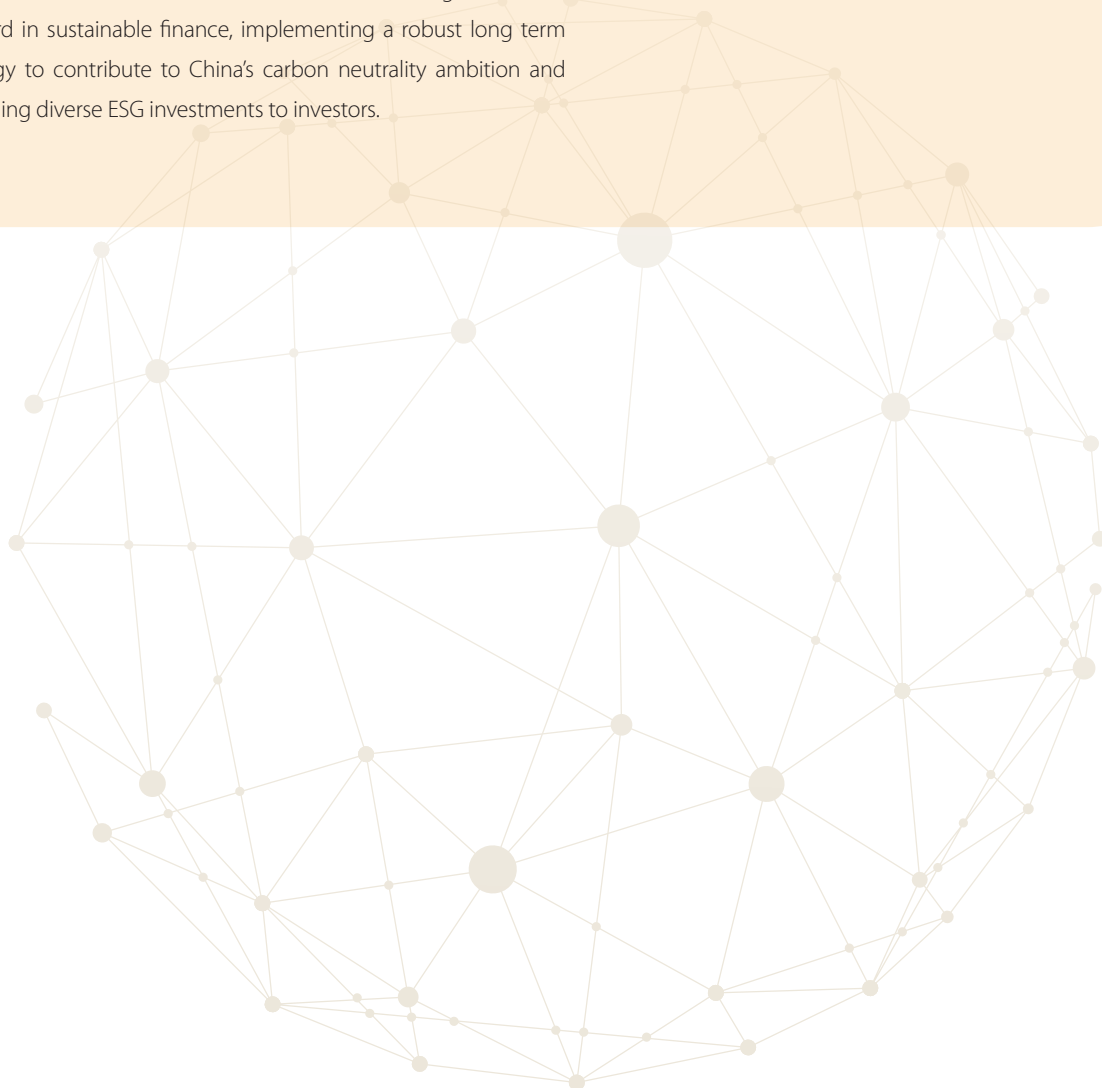 rd in sustainable finance, implementing a robust long term
gy to contribute to China's carbon neutrality ambition and
ing diverse ESG investments to investors.